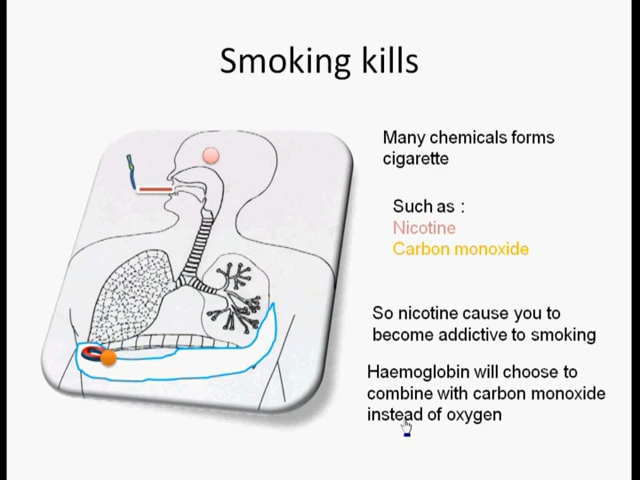 Smoking kills
Many chemicals forms
cigarette
Such as :
Nicotine
Carbon monoxide
So nicotine cause you to
become addictive to smoking
Haemoglobin will choose to
combine with carbon monoxide
instead of oxygen